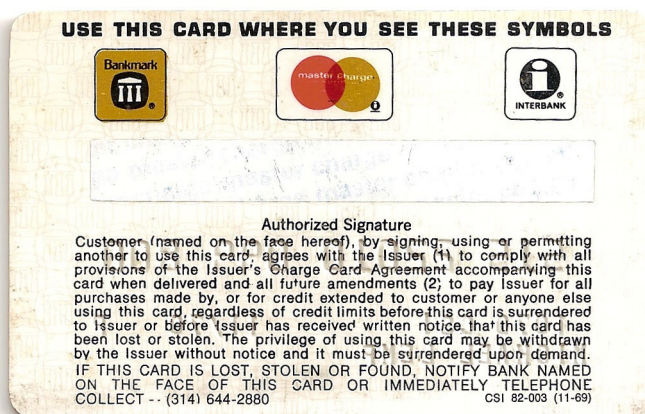 USE THIS CARD WHERE YOU SEE THESE SYMBOLS
Bankmark
master charge
i
INTERBANK
Authorized Signature
Customer (named on the face hereof), by signing, using or permitting
another to use this card, agrees with the Issuer (1) to comply with all
provisions of the Issuer's Charge Card Agreement accompanying this
card when delivered and all future amendments (2) to pay Issuer for all
purchases made by, or for credit extended to customer or anyone else
using this card, regardless of credit limits before this card is surrendered
to Issuer or before Issuer has received written notice that this card has
been lost or stolen. The privilege of using this card may be withdrawn
by the Issuer without notice and it must be surrendered upon demand.
IF THIS CARD IS LOST, STOLEN OR FOUND, NOTIFY BANK NAMED
ON THE FACE OF THIS CARD OR IMMEDIATELY TELEPHONE
COLLECT -- (314) 644-2880
CSI 82-003 (11-69)